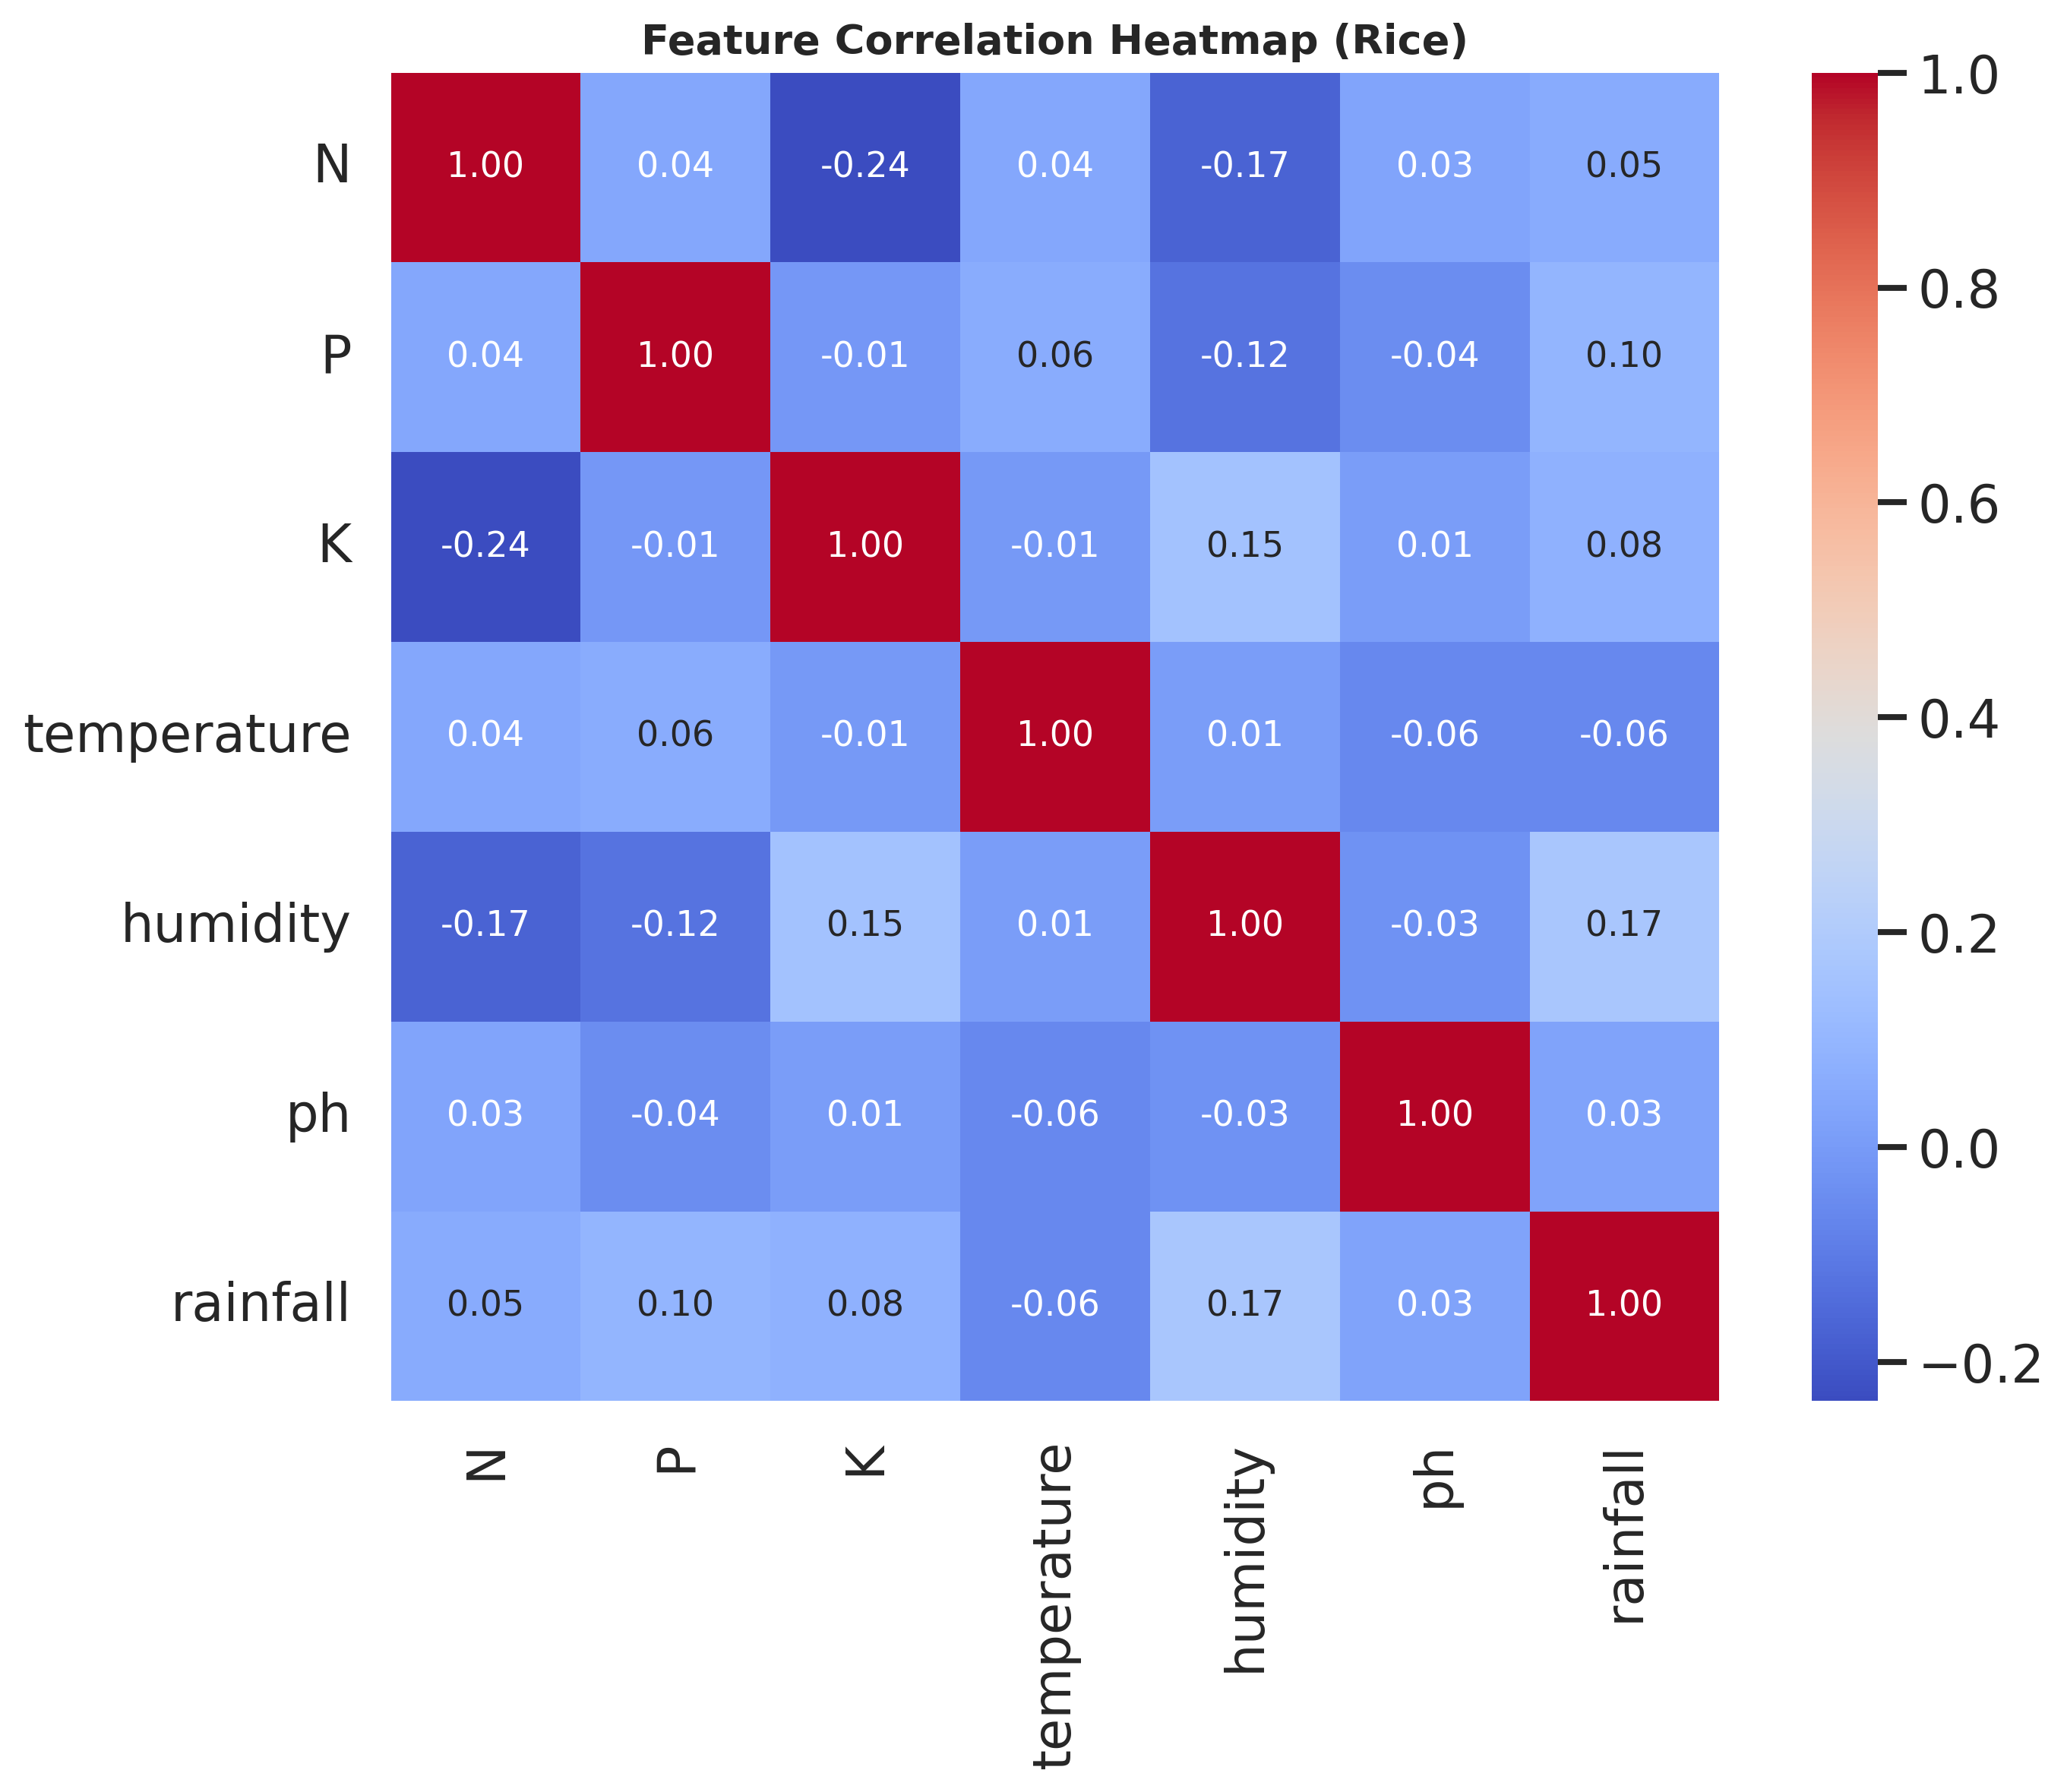 Feature Correlation Heatmap (Rice)
N 1.00 0.04 -0.24 0.04 -0.17 0.03 0.05
P 0.04 1.00 -0.01 0.06 -0.12 -0.04 0.10
K -0.24 -0.01 1.00 -0.01 0.15 0.01 0.08
temperature 0.04 0.06 -0.01 1.00 0.01 -0.06 -0.06
humidity -0.17 -0.12 0.15 0.01 1.00 -0.03 0.17
ph 0.03 -0.04 0.01 -0.06 -0.03 1.00 0.03
rainfall 0.05 0.10 0.08 -0.06 0.17 0.03 1.00
N P K temperature humidity ph rainfall
1.0
0.8
0.6
0.4
0.2
0.0
−0.2